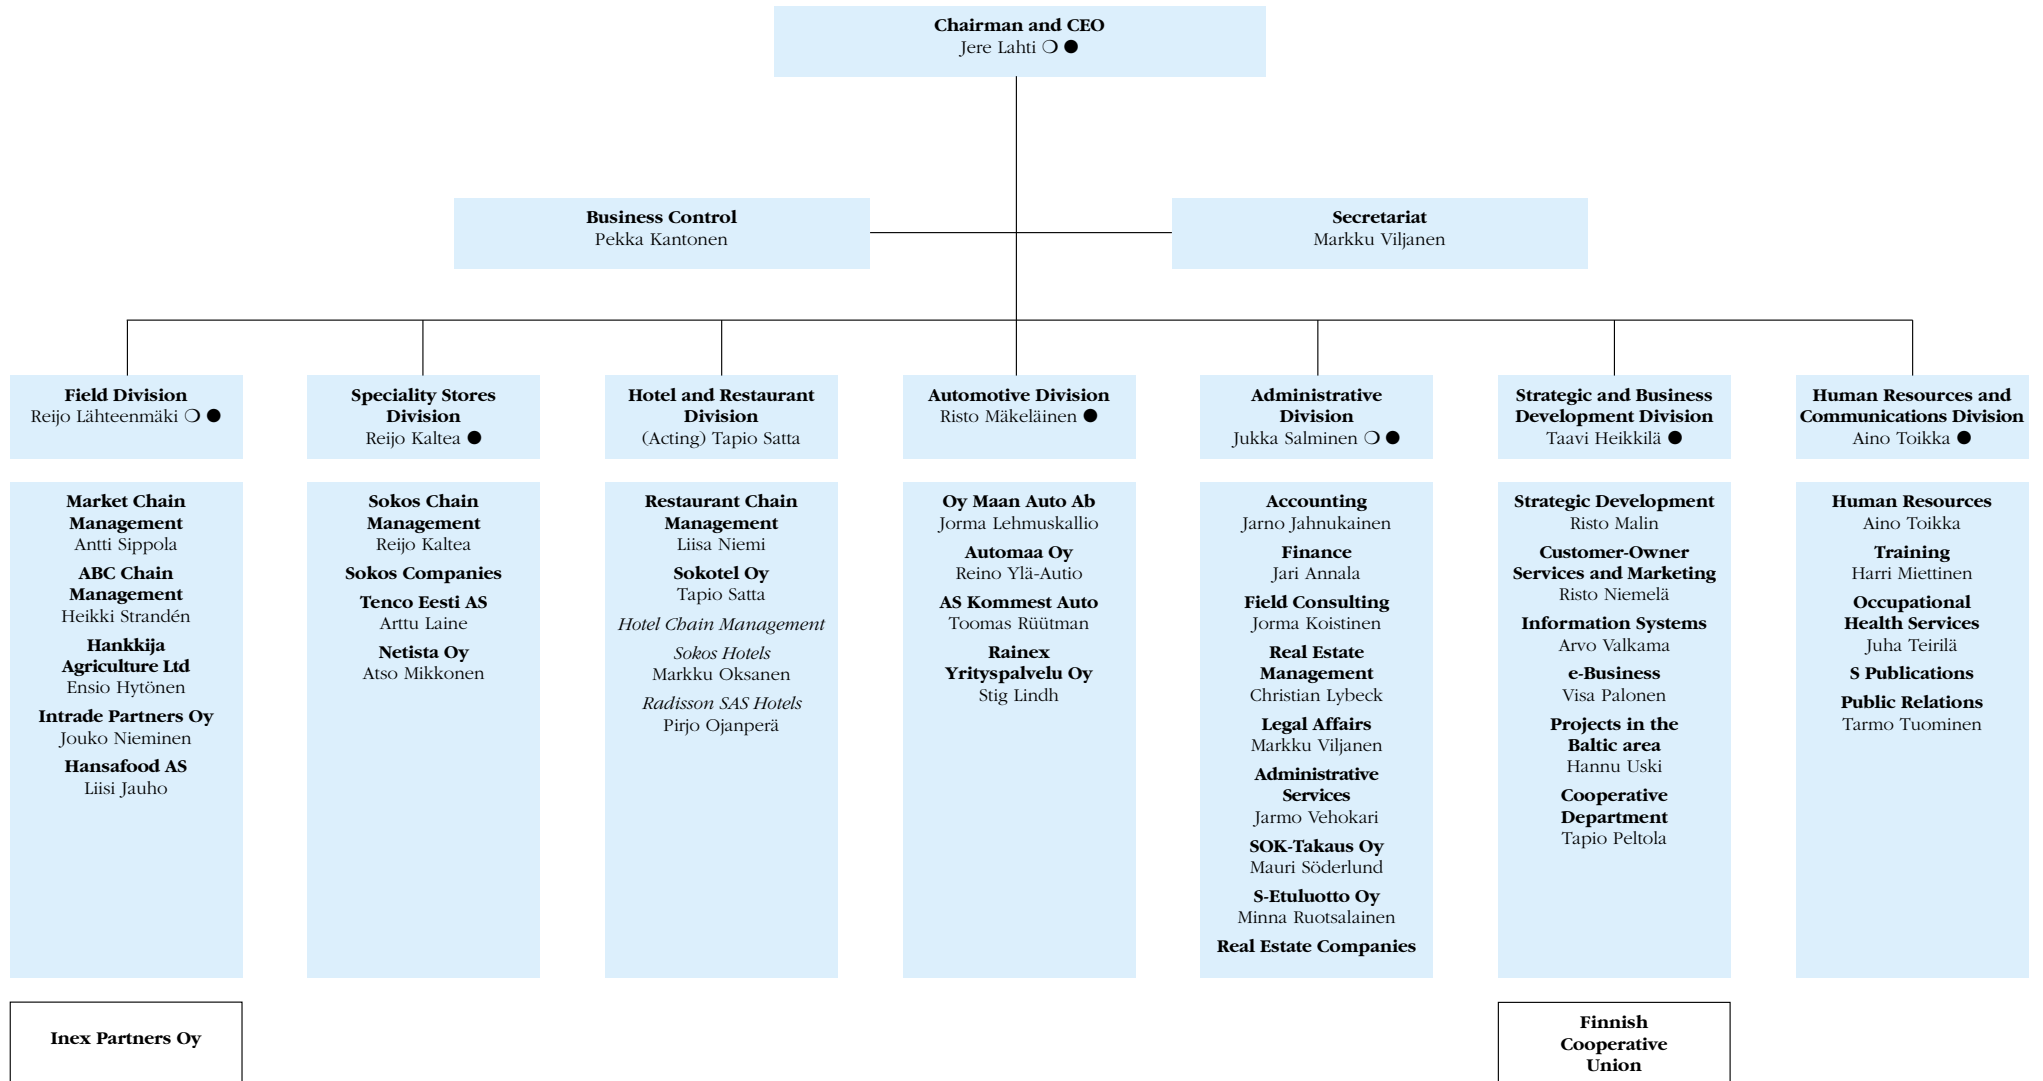 Chairman and CEO
Jere Lahti ❍ ●
Business Control
Pekka Kantonen
Secretariat
Markku Viljanen
Field Division
Reijo Lähteenmäki ❍ ●
Market Chain
Management
Antti Sippola
ABC Chain
Management
Heikki Strandén
Hankkija
Agriculture Ltd
Ensio Hytönen
Intrade Partners Oy
Jouko Nieminen
Hansafood AS
Liisi Jauho
Inex Partners Oy
Speciality Stores
Division
Reijo Kaltea ●
Sokos Chain
Management
Reijo Kaltea
Sokos Companies
Tenco Eesti AS
Arttu Laine
Netista Oy
Atso Mikkonen
Hotel and Restaurant
Division
(Acting) Tapio Satta
Restaurant Chain
Management
Liisa Niemi
Sokotel Oy
Tapio Satta
Hotel Chain Management
Sokos Hotels
Markku Oksanen
Radisson SAS Hotels
Pirjo Ojanperä
Automotive Division
Risto Mäkeläinen ●
Oy Maan Auto Ab
Jorma Lehmuskallio
Automaa Oy
Reino Ylä-Autio
AS Kommest Auto
Toomas Rüütman
Rainex
Yrityspalvelu Oy
Stig Lindh
Administrative
Division
Jukka Salminen ❍ ●
Accounting
Jarno Jahnukainen
Finance
Jari Annala
Field Consulting
Jorma Koistinen
Real Estate
Management
Christian Lybeck
Legal Affairs
Markku Viljanen
Administrative
Services
Jarmo Vehokari
SOK-Takaus Oy
Mauri Söderlund
S-Etuluotto Oy
Minna Ruotsalainen
Real Estate Companies
Strategic and Business
Development Division
Taavi Heikkilä ●
Strategic Development
Risto Malin
Customer-Owner
Services and Marketing
Risto Niemelä
Information Systems
Arvo Valkama
e-Business
Visa Palonen
Projects in the
Baltic area
Hannu Uski
Cooperative
Department
Tapio Peltola
Finnish
Cooperative
Union
Human Resources and
Communications Division
Aino Toikka ●
Human Resources
Aino Toikka
Training
Harri Miettinen
Occupational
Health Services
Juha Teirilä
S Publications
Public Relations
Tarmo Tuominen